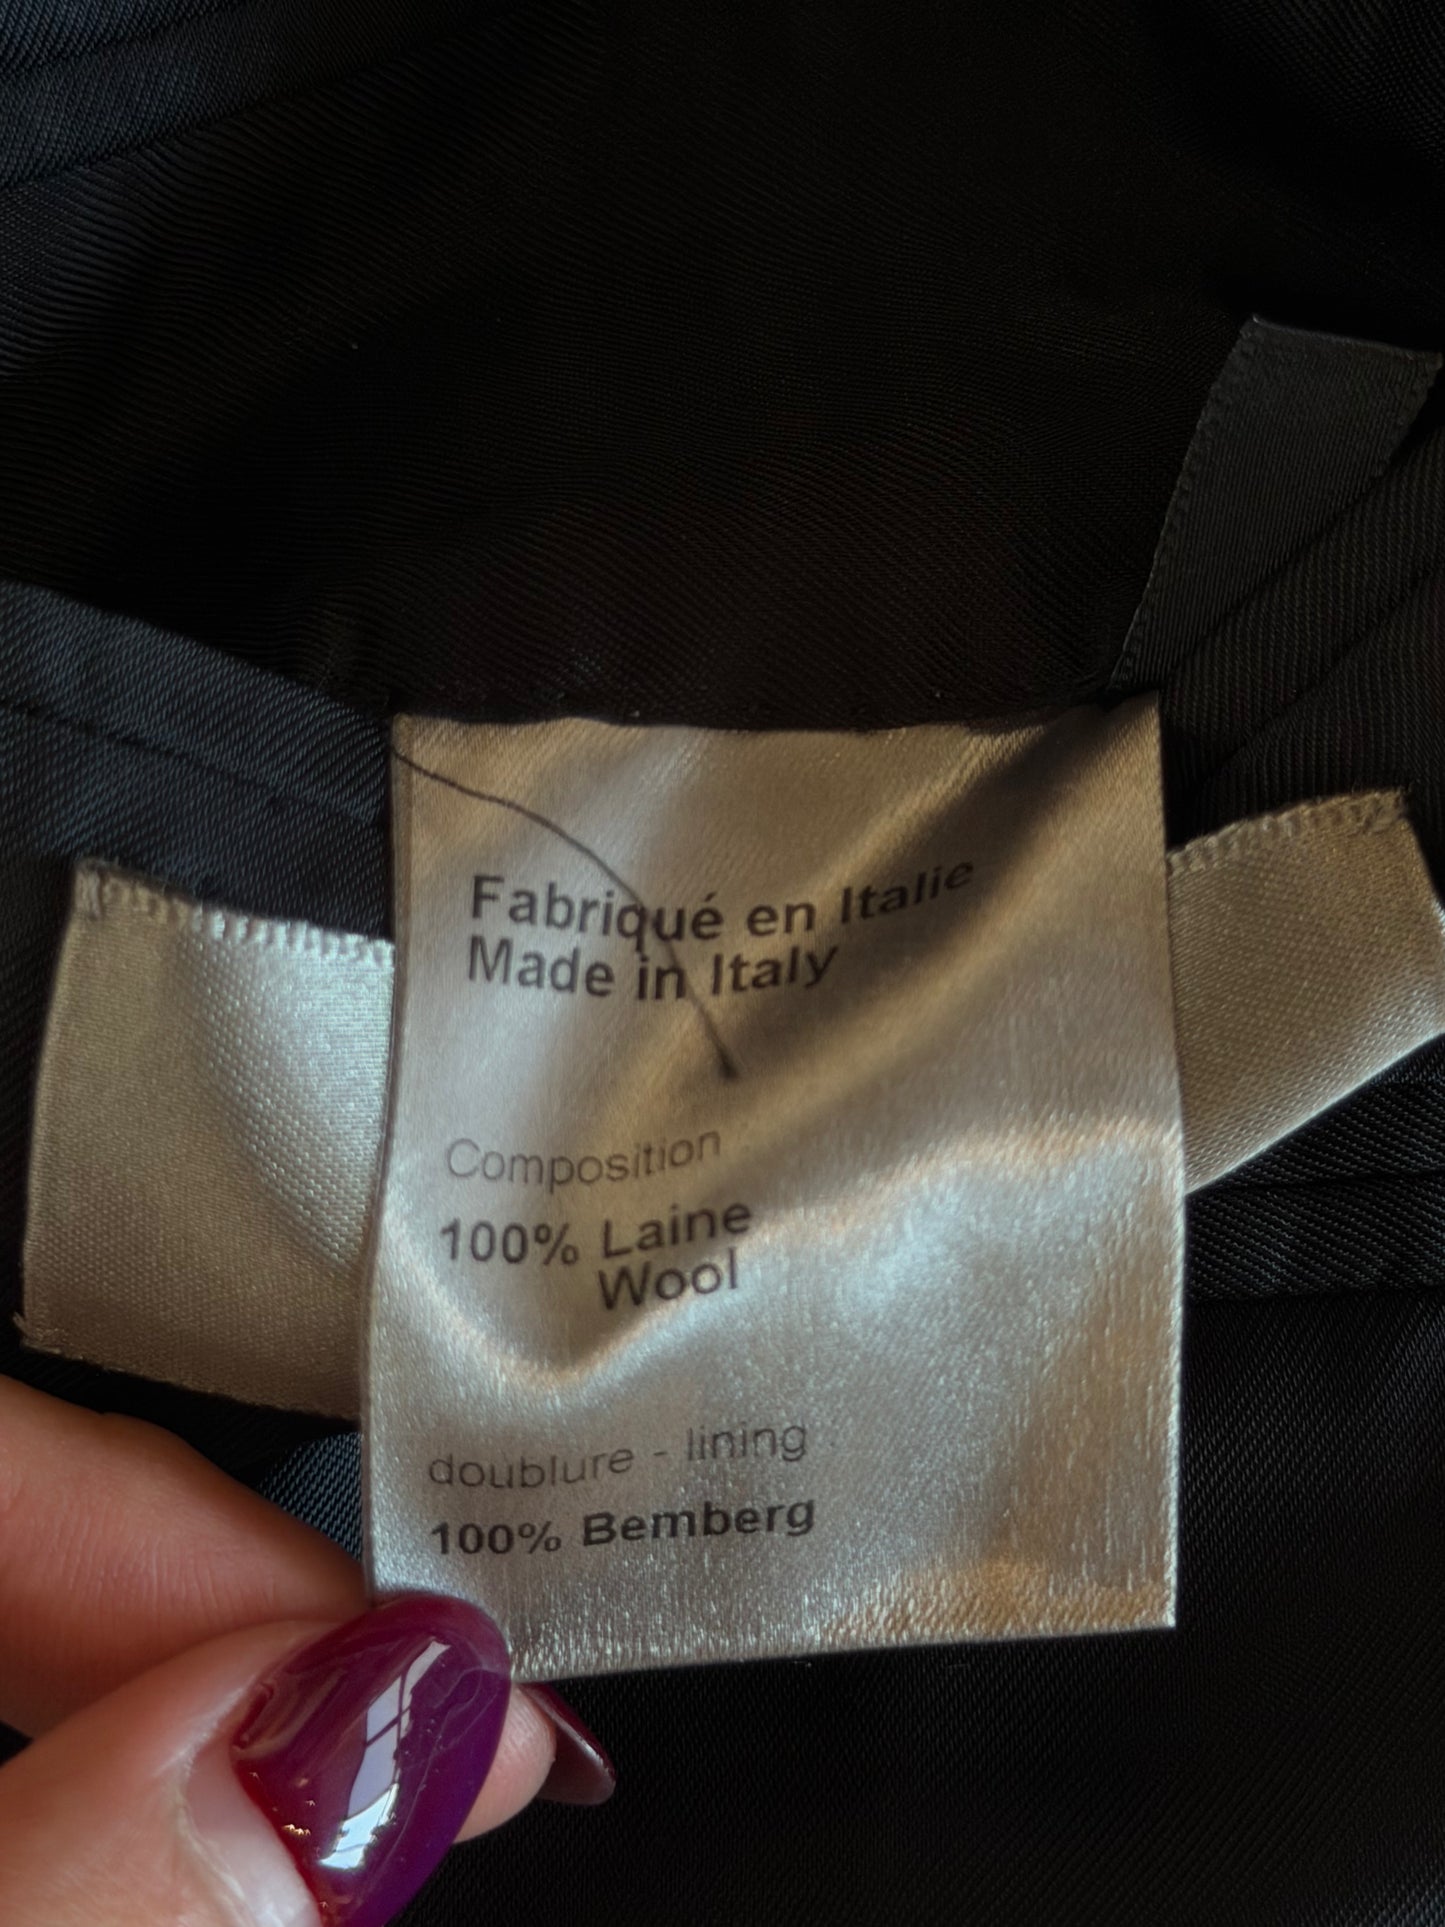 Fabriqué en Italie
Made in Italy
Composition
100% Laine
Wool
doublure - lining
100% Bemberg